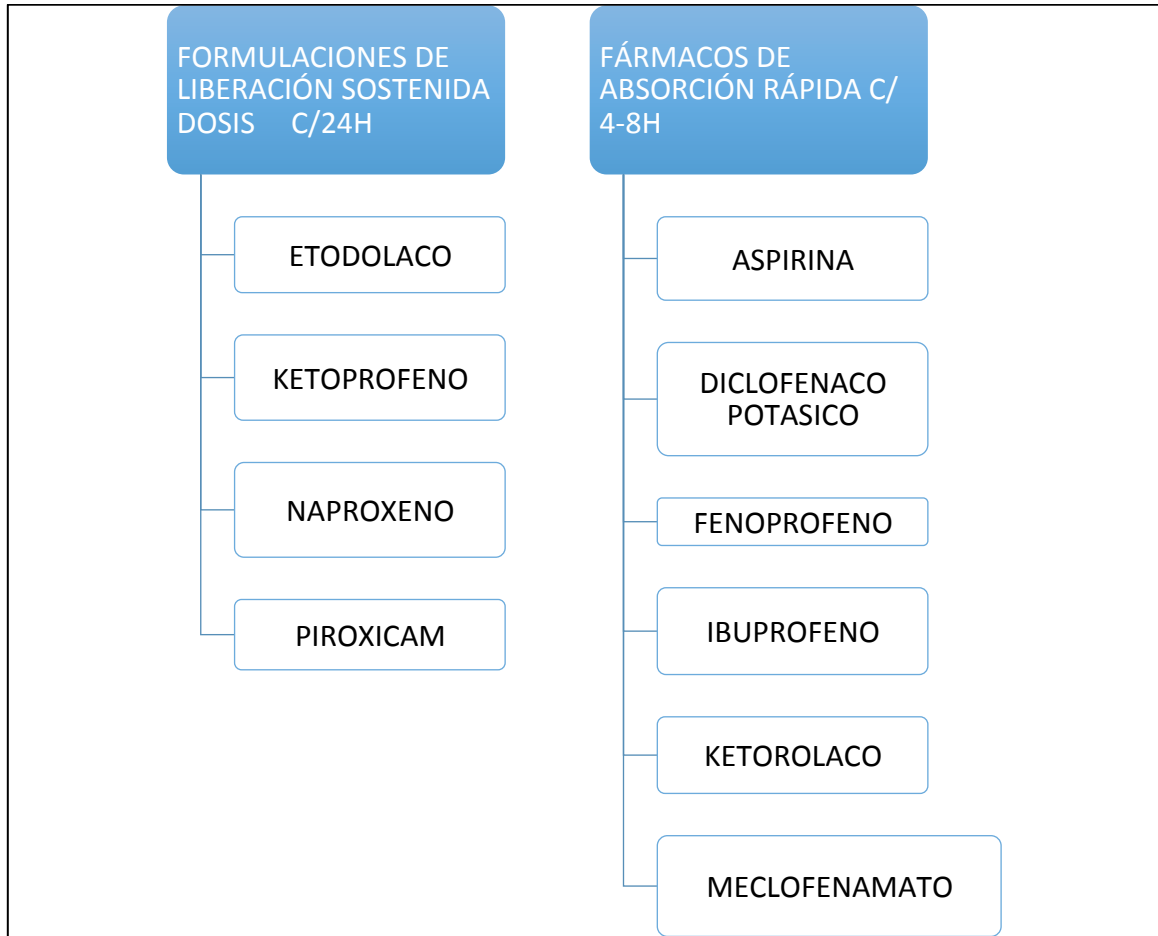 FORMULACIONES DE
LIBERACIÓN SOSTENIDA
DOSIS C/24H
ETODOLACO
KETOPROFENO
NAPROXENO
PIROXICAM
FÁRMACOS DE
ABSORCIÓN RÁPIDA C/
4-8H
ASPIRINA
DICLOFENACO
POTASICO
FENOPROFENO
IBUPROFENO
KETOROLACO
MECLOFENAMATO